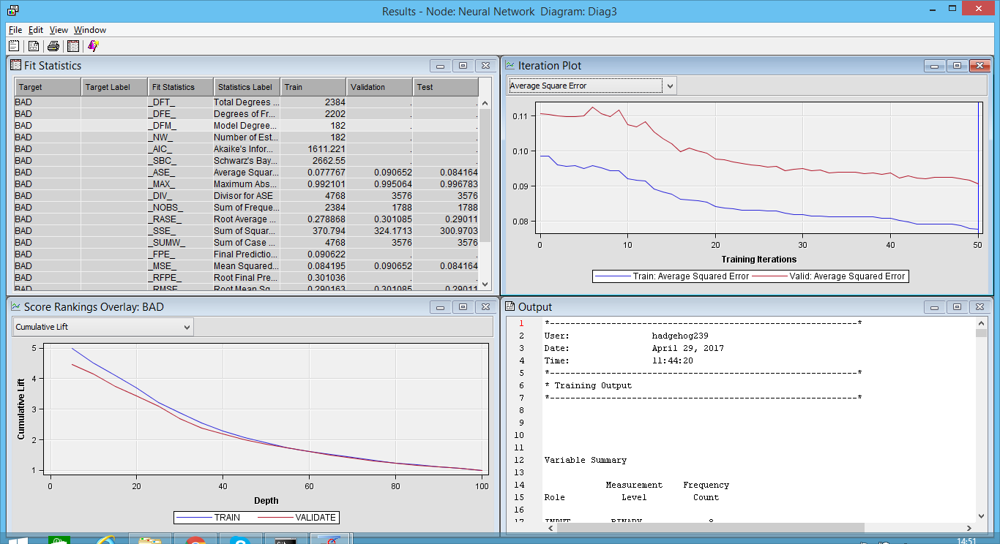 Results - Node: Neural Network Diagram: Diag3
File Edit View Window
Fit Statistics
Target Target Label Fit Statistics Statistics Label Train Validation Test
BAD _DFT_ Total Degrees ... 2384 . .
BAD _DFE_ Degrees of Fr... 2202 . .
BAD _DFM_ Model Degree... 182 . .
BAD _NW_ Number of Est... 182 . .
BAD _AIC_ Akaike's Infor... 1611.221 . .
BAD _SBC_ Schwarz's Bay... 2662.55 . .
BAD _ASE_ Average Squar... 0.077767 0.090652 0.084164
BAD _MAX_ Maximum Abs... 0.992101 0.995064 0.996783
BAD _DIV_ Divisor for ASE 4768 3576 3576
BAD _NOBS_ Sum of Freque... 2384 1788 1788
BAD _RASE_ Root Average ... 0.278868 0.301085 0.29011
BAD _SSE_ Sum of Squar... 370.794 324.1713 300.9703
BAD _SUMW_ Sum of Case ... 4768 3576 3576
BAD _FPE_ Final Predictio... 0.090622 . .
BAD _MSE_ Mean Squared... 0.084195 0.090652 0.084164
BAD _RFPE_ Root Final Pre... 0.301036 . .
BAD _RMSE_ Root Mean Sq... 0.290163 0.301085 0.29011
Iteration Plot
Average Square Error
0.11
0.10
0.09
0.08
0 10 20 30 40 50
Training Iterations
Train: Average Squared Error Valid: Average Squared Error
Score Rankings Overlay: BAD
Cumulative Lift
Cumulative Lift
5
4
3
2
1
0 20 40 60 80 100
Depth
TRAIN VALIDATE
Output
1 *------------------------------------------------------------*
2 User: hadgehog239
3 Date: April 29, 2017
4 Time: 11:44:20
5 *------------------------------------------------------------*
6 * Training Output
7 *------------------------------------------------------------*
8
9
10
11
12 Variable Summary
13
14 Measurement Frequency
15 Role Level Count
16
17 INPUT BINARY 8
14:51